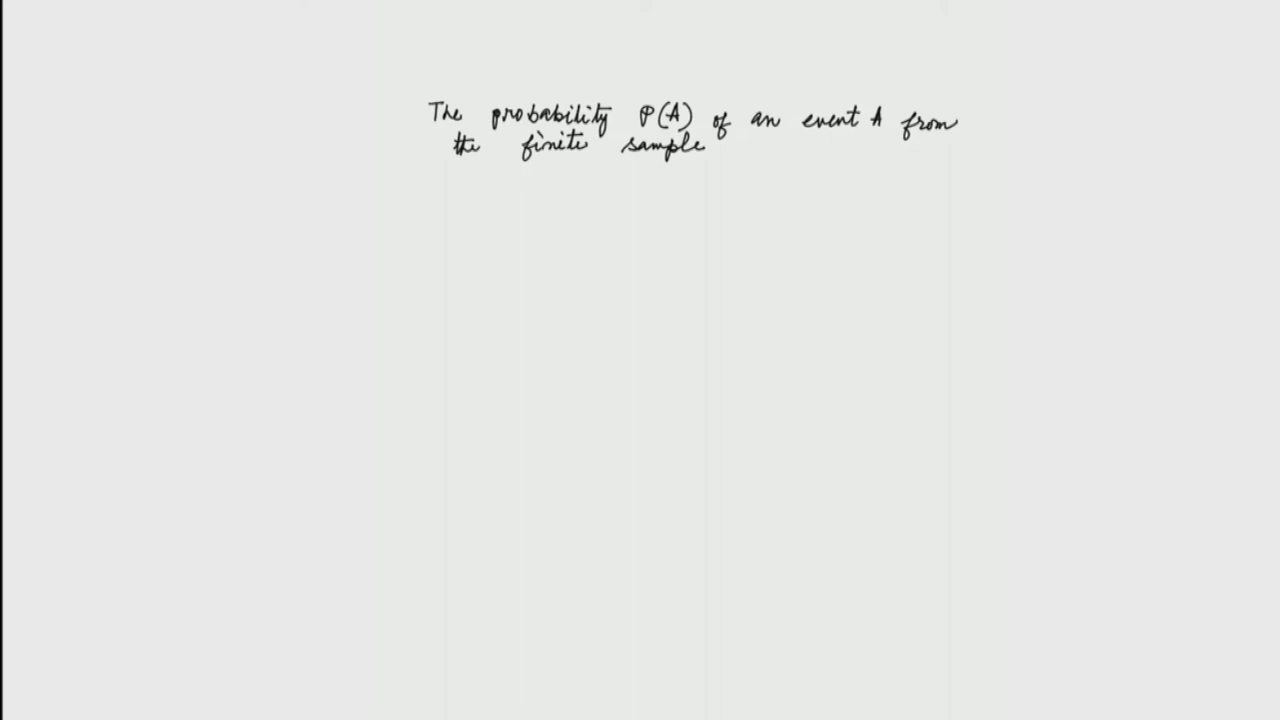 The probability P(A) of an event A from
the finite sample